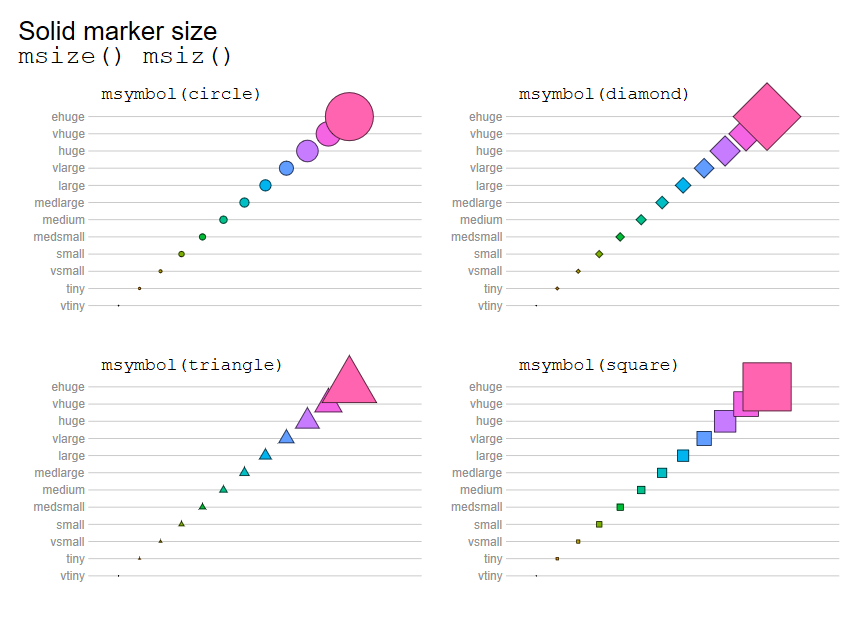 Solid marker size
msize() msiz()
msymbol(circle)
ehuge
vhuge
huge
vlarge
large
medlarge
medium
medsmall
small
vsmall
tiny
vtiny
msymbol(diamond)
ehuge
vhuge
huge
vlarge
large
medlarge
medium
medsmall
small
vsmall
tiny
vtiny
msymbol(triangle)
ehuge
vhuge
huge
vlarge
large
medlarge
medium
medsmall
small
vsmall
tiny
vtiny
msymbol(square)
ehuge
vhuge
huge
vlarge
large
medlarge
medium
medsmall
small
vsmall
tiny
vtiny